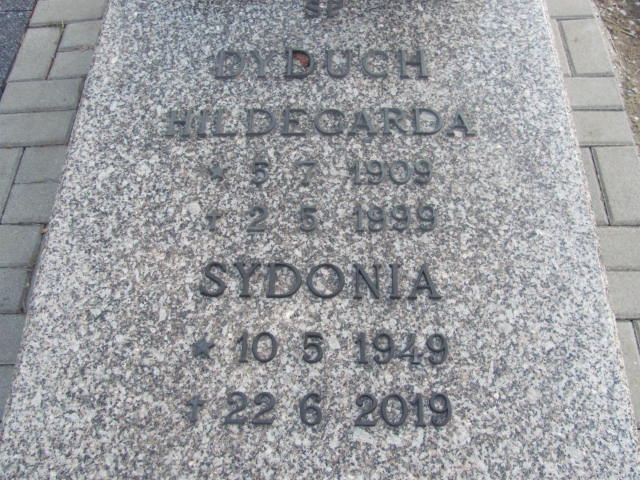 DYDUCH
HILDEGARDA
* 5 7 1909
† 2 5 1999
SYDONIA
* 10 5 1949
† 22 6 2019